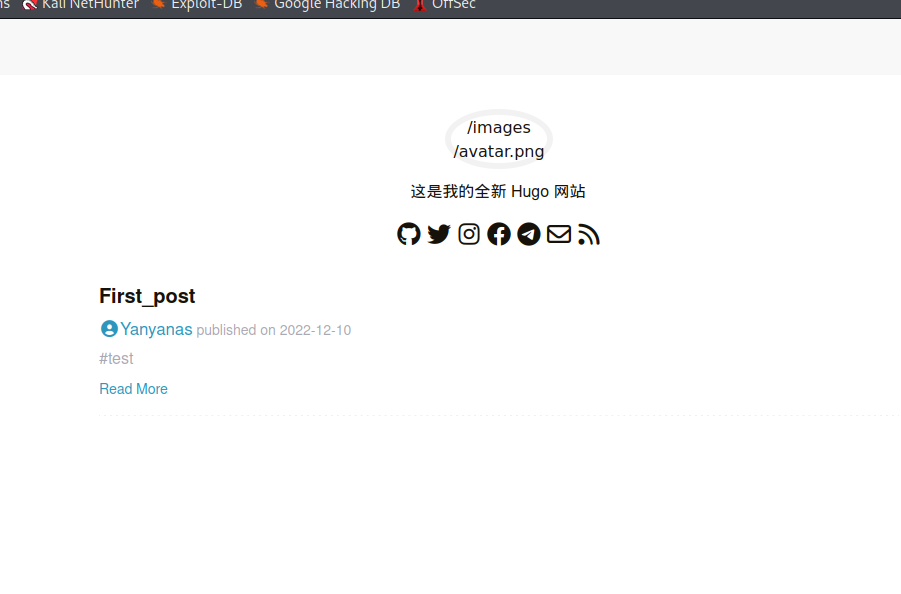 ns Kali NetHunter Exploit-DB Google Hacking DB OffSec
/images
/avatar.png
这是我的全新 Hugo 网站
First_post
Yanyanas published on 2022-12-10
#test
Read More